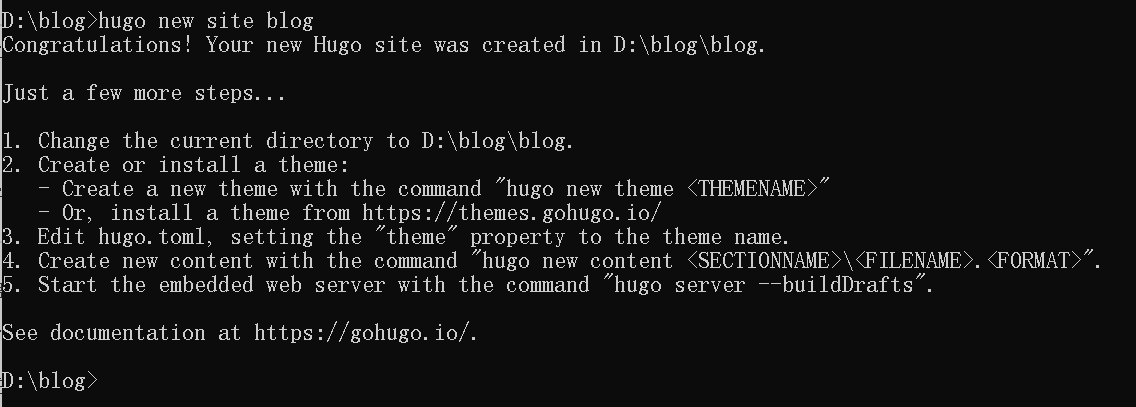 D:\blog>hugo new site blog
Congratulations! Your new Hugo site was created in D:\blog\blog.
Just a few more steps...
1. Change the current directory to D:\blog\blog.
2. Create or install a theme:
- Create a new theme with the command "hugo new theme <THEMENAME>"
- Or, install a theme from https://themes.gohugo.io/
3. Edit hugo.toml, setting the "theme" property to the theme name.
4. Create new content with the command "hugo new content <SECTIONNAME>\<FILENAME>.<FORMAT>".
5. Start the embedded web server with the command "hugo server --buildDrafts".
See documentation at https://gohugo.io/.
D:\blog>